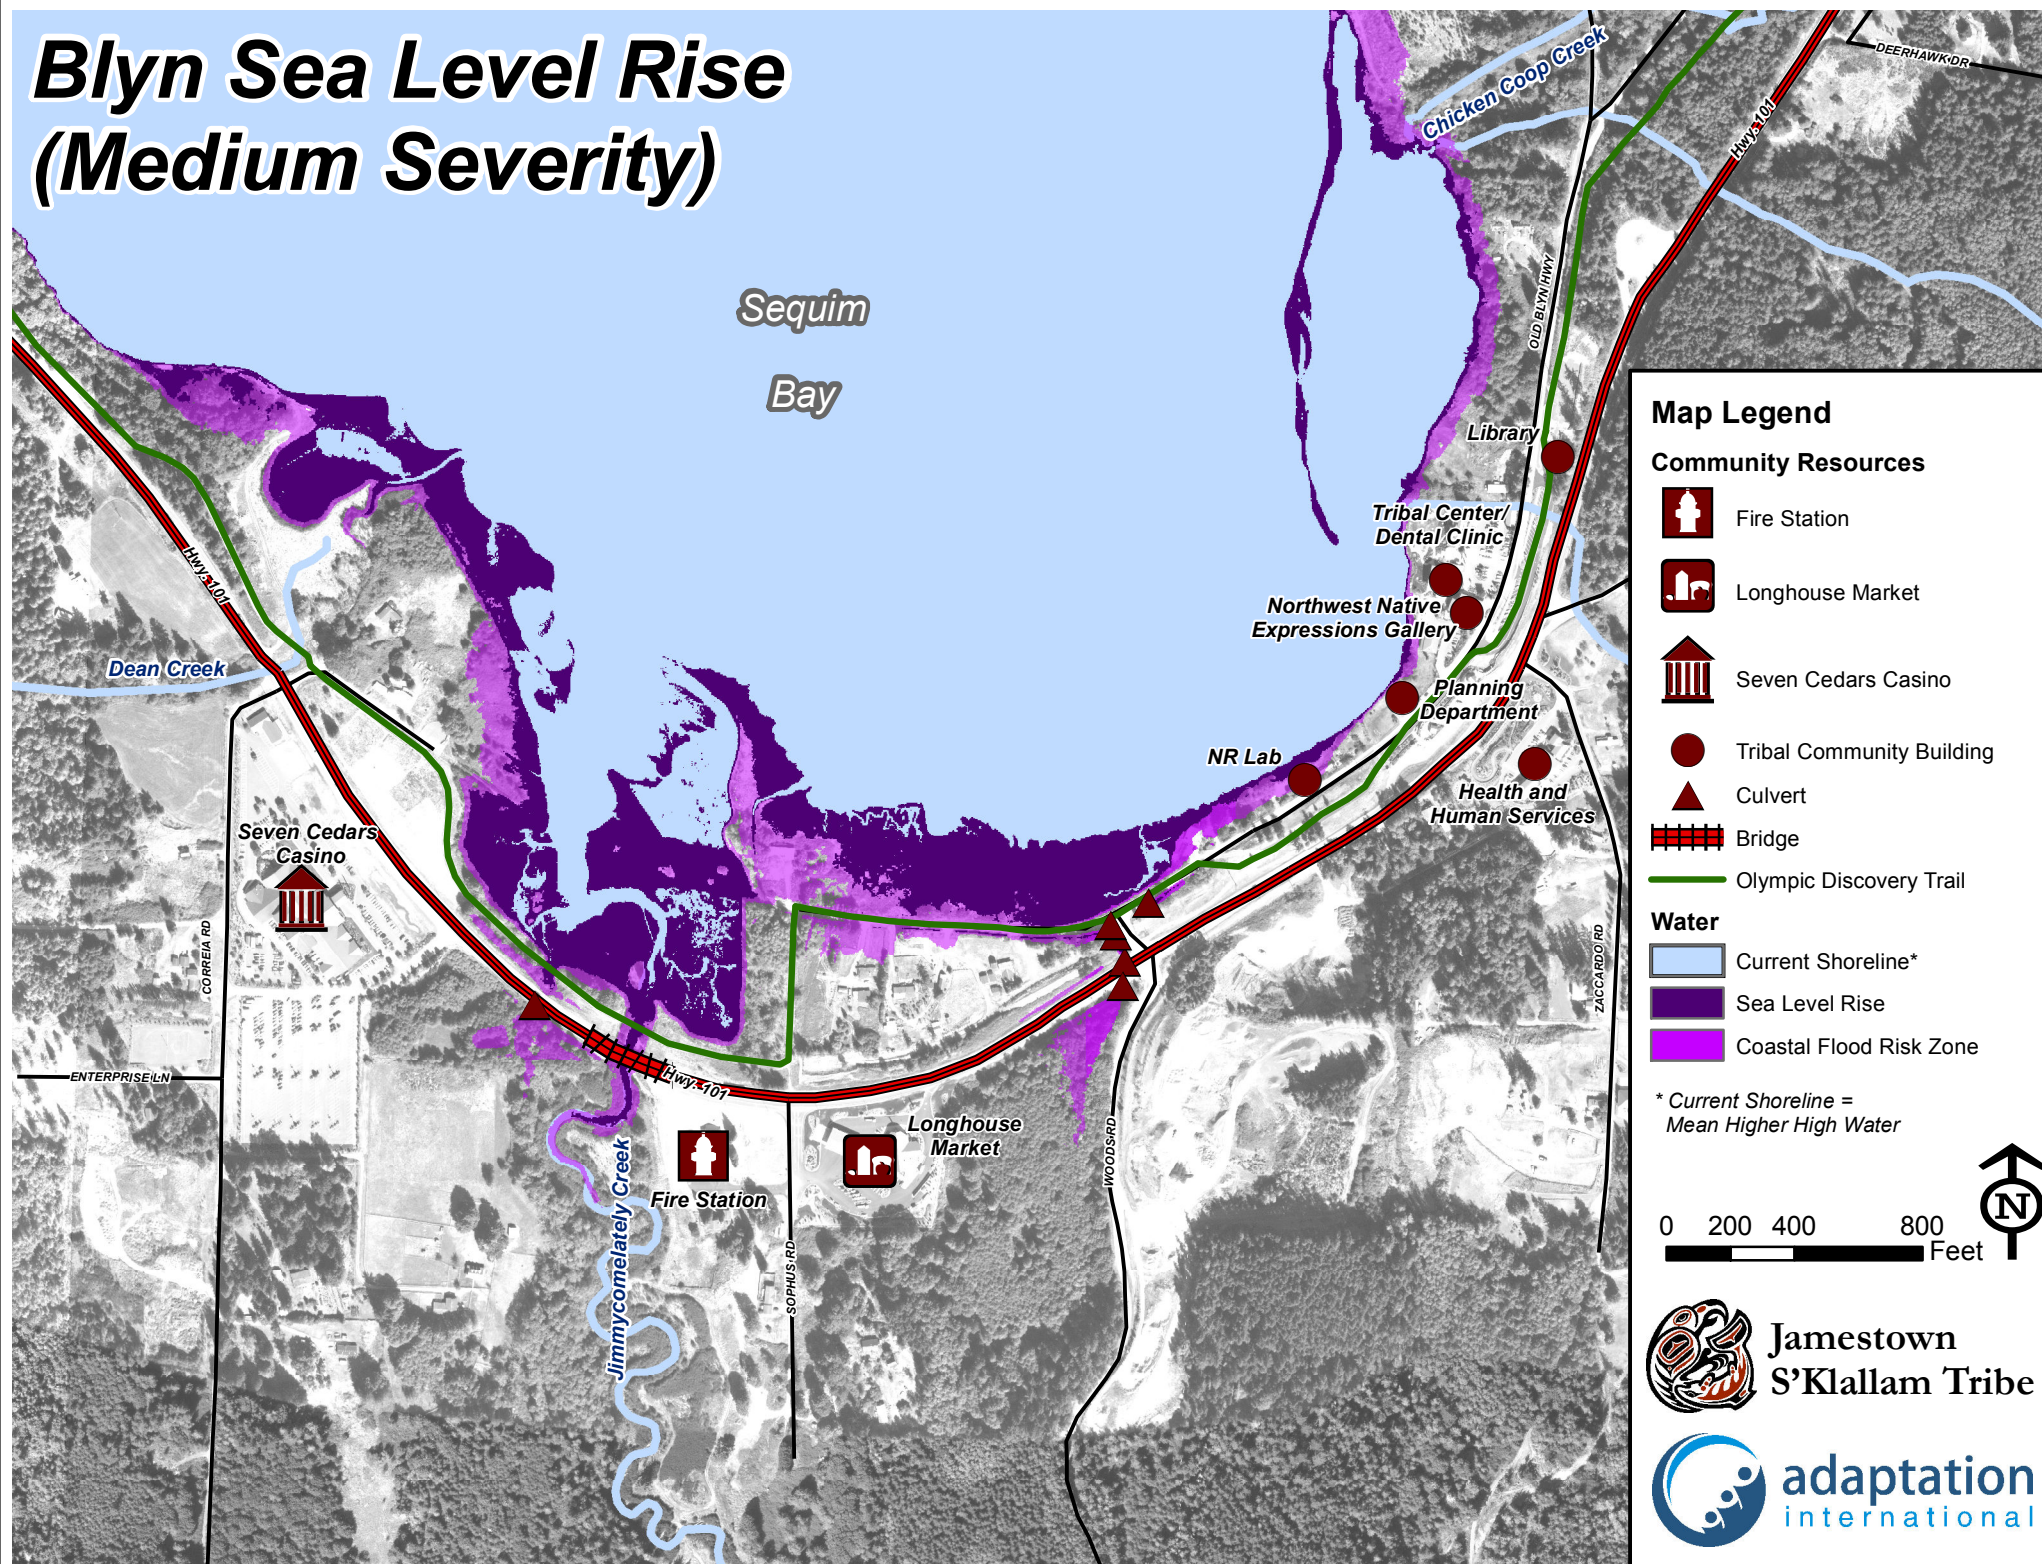 Blyn Sea Level Rise
(Medium Severity)
Chicken Coop Creek
DEERHAWK DR
Hwy. 101
Sequim
Bay
OLD BLYN HWY
Library
Tribal Center/
Dental Clinic
Northwest Native
Expressions Gallery
Hwy. 101
Dean Creek
Planning
Department
NR Lab
Health and
Human Services
Seven Cedars
Casino
CORREIA RD
ZACCARDO RD
ENTERPRISE LN
Hwy. 101
Longhouse
Market
WOODS RD
Fire Station
Jimmycomelately Creek
SOPHUS RD
Map Legend
Community Resources
Fire Station
Longhouse Market
Seven Cedars Casino
Tribal Community Building
Culvert
Bridge
Olympic Discovery Trail
Water
Current Shoreline*
Sea Level Rise
Coastal Flood Risk Zone
* Current Shoreline =
Mean Higher High Water
N
0 200 400 800
Feet
Jamestown
S'Klallam Tribe
adaptation
international